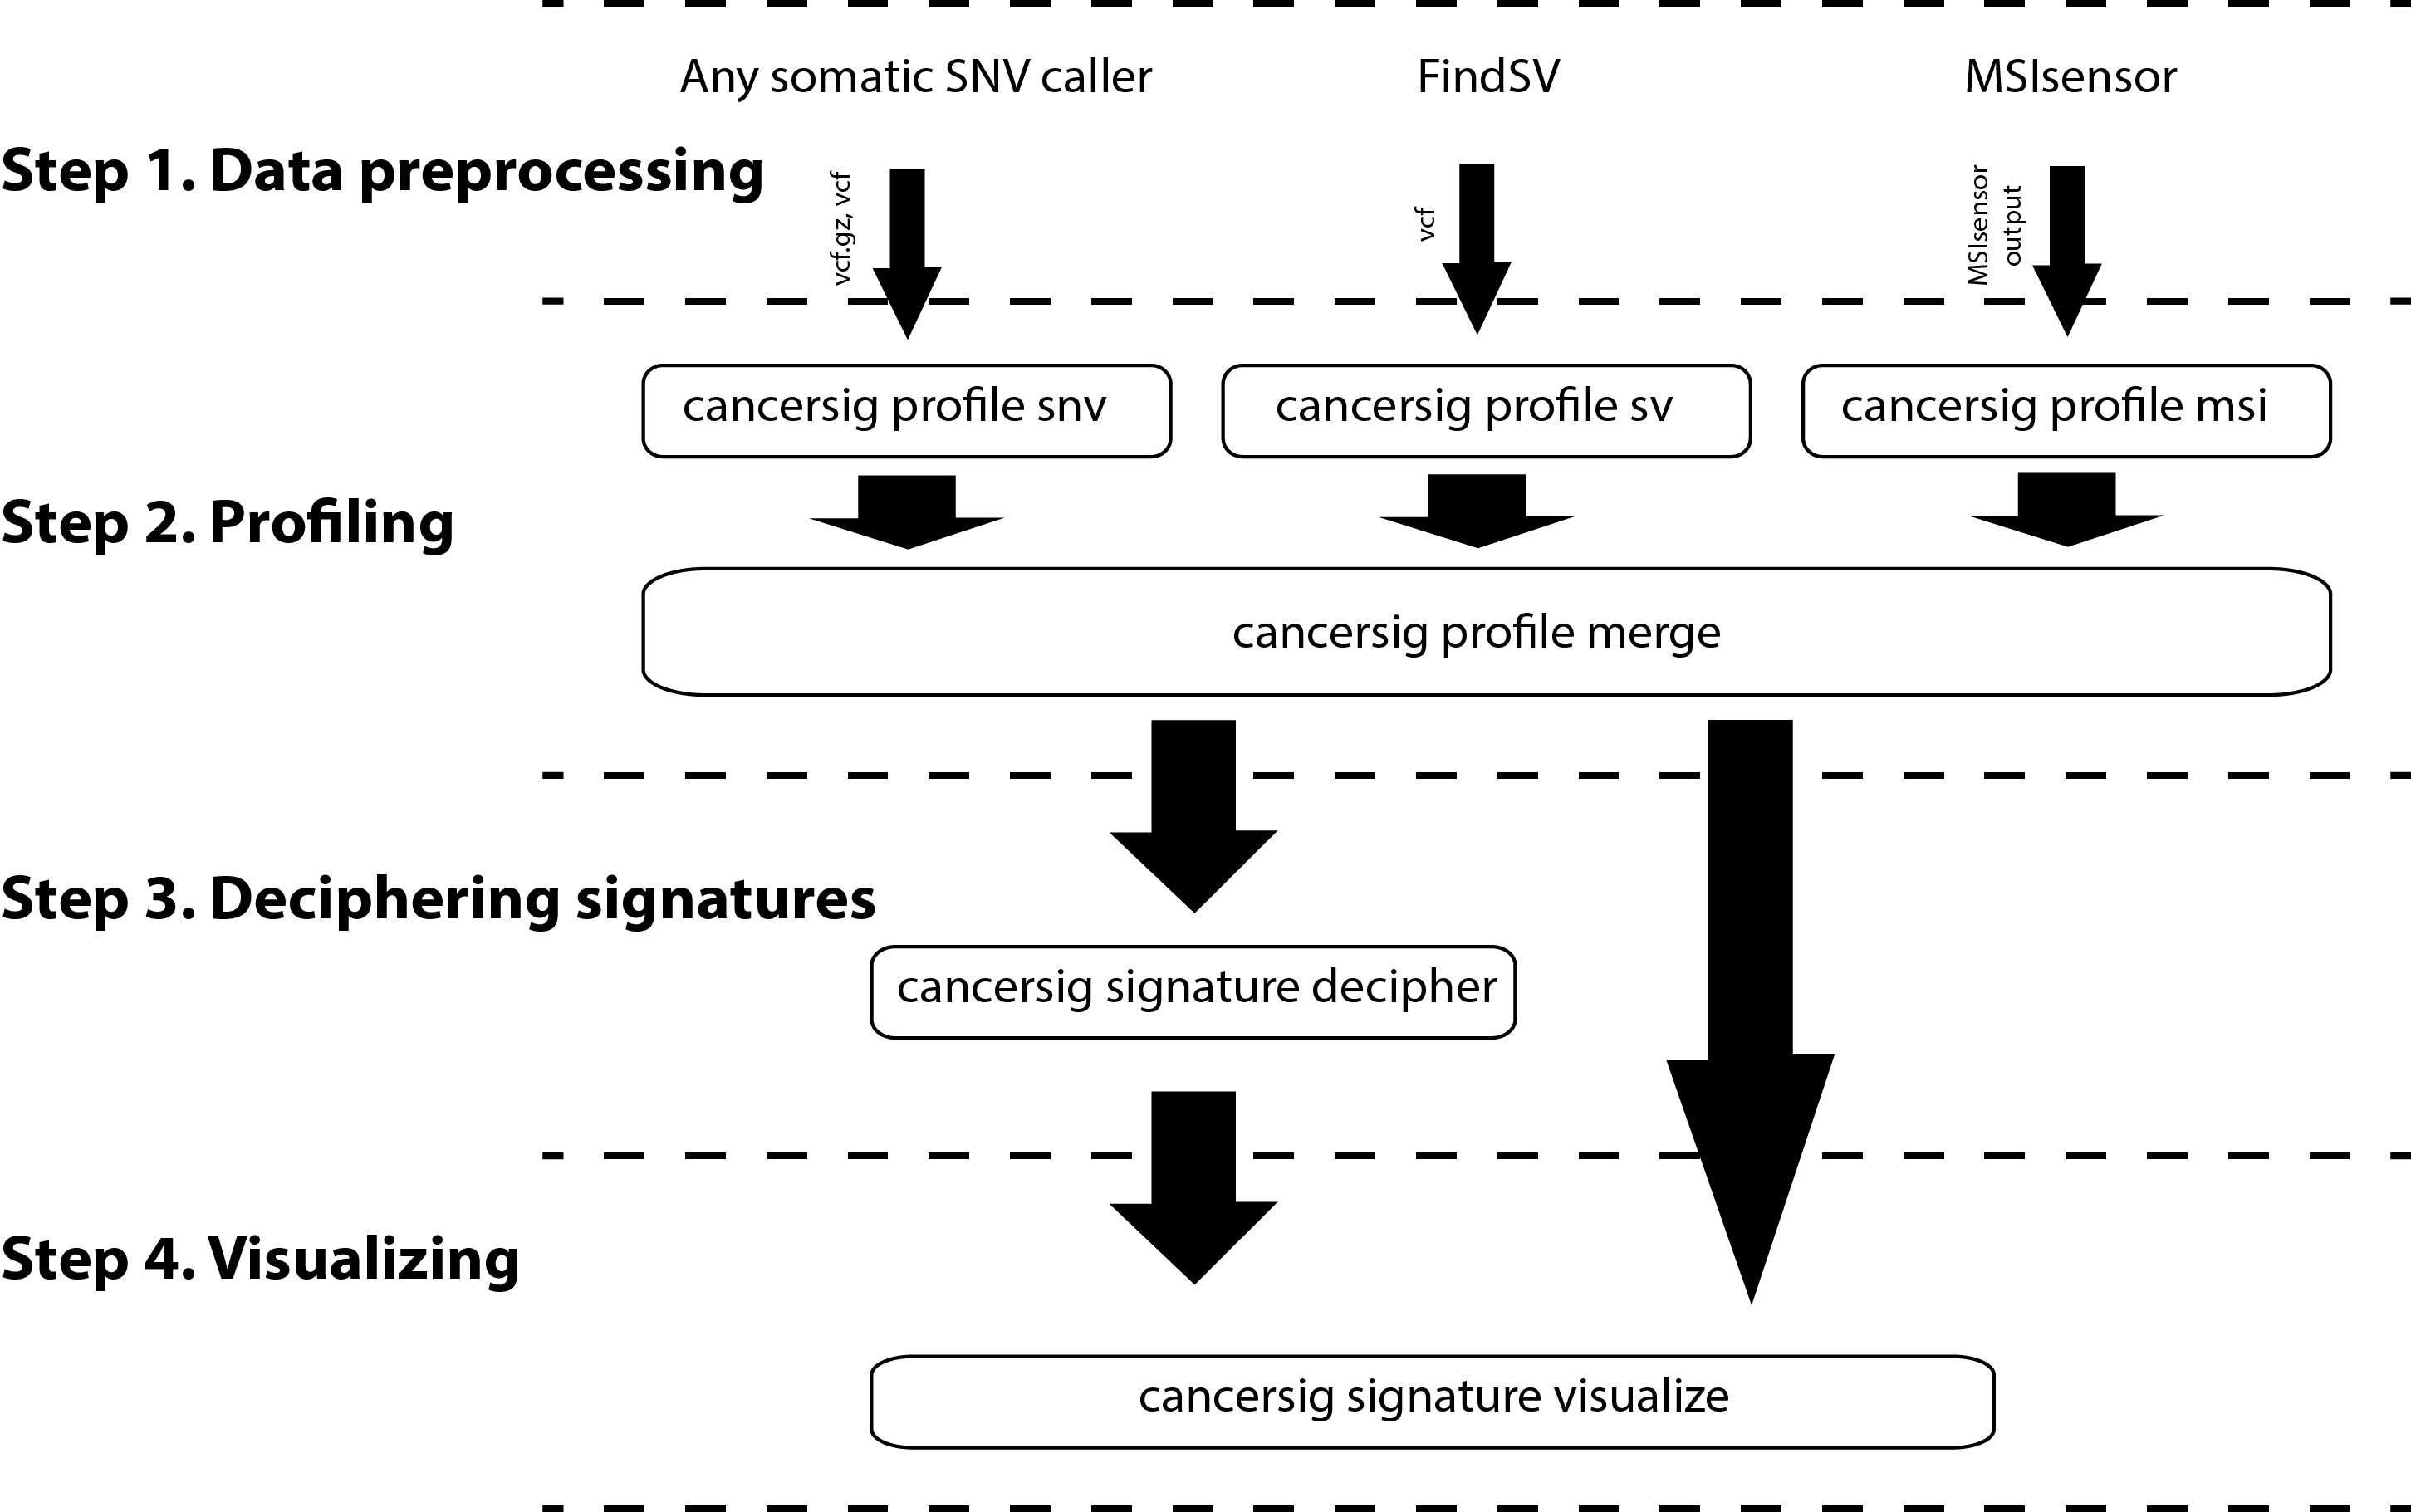 Any somatic SNV caller
FindSV
MSIsensor
Step 1. Data preprocessing
vcf.gz, vcf
vcf
MSIsensor
output
cancersig profile snv
cancersig profile sv
cancersig profile msi
Step 2. Profiling
cancersig profile merge
Step 3. Deciphering signatures
cancersig signature decipher
Step 4. Visualizing
cancersig signature visualize